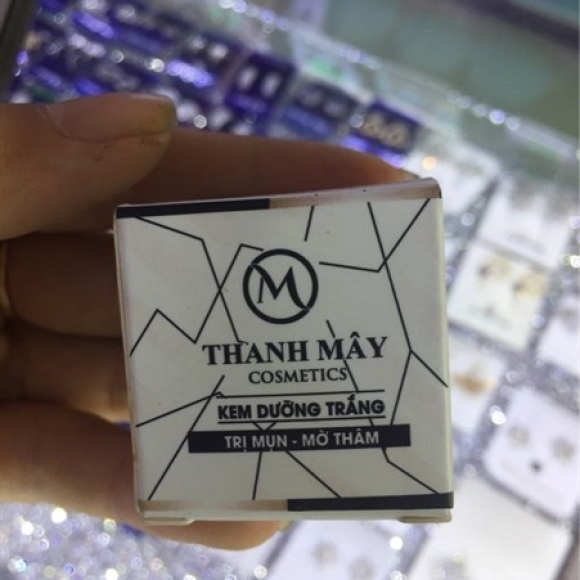 M
THANH MÂY
COSMETICS
KEM DƯỠNG TRẮNG
TRỊ MỤN - MỜ THÂM